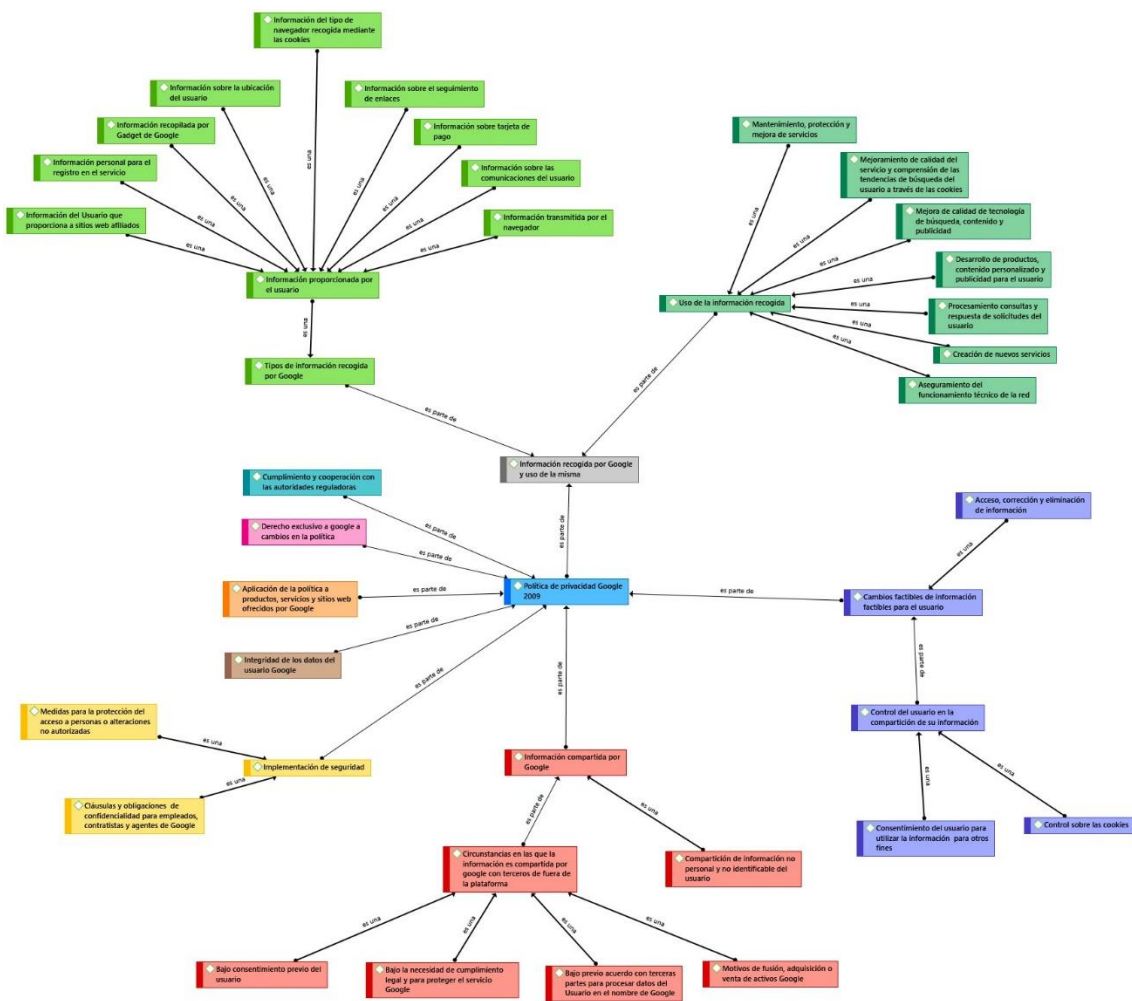 Información del tipo de
navegador recogida mediante
las cookies
Información sobre la ubicación
del usuario
Información sobre el seguimiento
de enlaces
Información recopilada por
Gadget de Google
Información sobre tarjeta de
pago
Información personal para el
registro en el servicio
Información sobre las
comunicaciones del usuario
Información del Usuario que
proporciona a sitios web afiliados
Información transmitida por el
navegador
es una
es una
es una
es una
es una
es una
es una
es una
es una
Información proporcionada por
el usuario
es una
Tipos de información recogida
por Google
es parte de
Mantenimiento, protección y
mejora de servicios
Mejoramiento de calidad del
servicio y comprensión de las
tendencias de búsqueda del
usuario a través de las cookies
Mejora de calidad de tecnología
de búsqueda, contenido y
publicidad
Desarrollo de productos,
contenido personalizado y
publicidad para el usuario
Procesamiento consultas y
respuesta de solicitudes del
usuario
Creación de nuevos servicios
Aseguramiento del
funcionamiento técnico de la red
es una
es una
es una
es una
es una
es una
es una
Uso de la información recogida
es parte de
Información recogida por Google
y uso de la misma
es parte de
Cumplimiento y cooperación con
las autoridades reguladoras
es parte de
Derecho exclusivo a google a
cambios en la política
es parte de
Aplicación de la política a
productos, servicios y sitios web
ofrecidos por Google
es parte de
Integridad de los datos del
usuario Google
es parte de
Política de privacidad Google
2009
es parte de
Acceso, corrección y eliminación
de información
es una
Cambios factibles de información
factibles para el usuario
es parte de
Control del usuario en la
compartición de su información
es una
es una
Consentimiento del usuario para
utilizar la información para otros
fines
Control sobre las cookies
Medidas para la protección del
acceso a personas o alteraciones
no autorizadas
es una
Implementación de seguridad
es parte de
es una
Cláusulas y obligaciones de
confidencialidad para empleados,
contratistas y agentes de Google
es parte de
Información compartida por
Google
es parte de
es una
Circunstancias en las que la
información es compartida por
google con terceros de fuera de
la plataforma
Compartición de información no
personal y no identificable del
usuario
es una
es una
es una
es una
Bajo consentimiento previo del
usuario
Bajo la necesidad de cumplimiento
legal y para proteger el servicio
Google
Bajo previo acuerdo con terceras
partes para procesar datos del
Usuario en el nombre de Google
Motivos de fusión, adquisición o
venta de activos Google